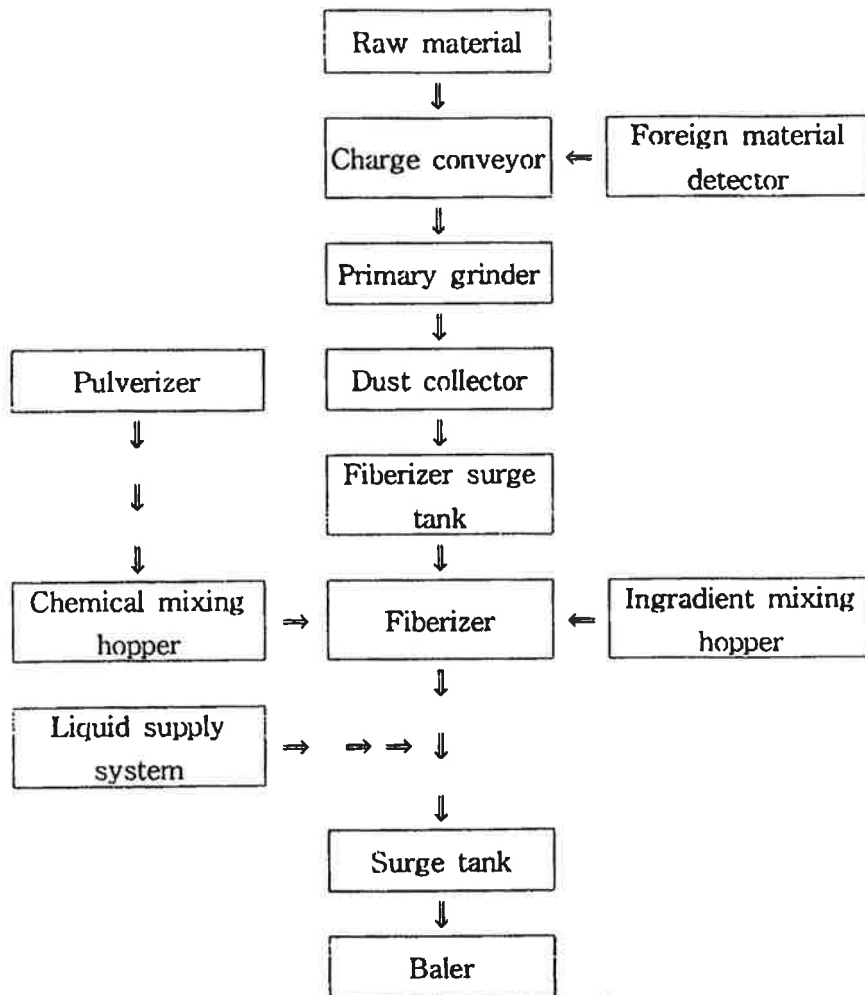 Raw material
⇓
Charge conveyor
⇐
Foreign material
detector
⇓
Primary grinder
⇓
Pulverizer
Dust collector
⇓
⇓
⇓
Fiberizer surge
tank
⇓
⇓
Chemical mixing
hopper
⇒
Fiberizer
⇐
Ingradient mixing
hopper
⇓
Liquid supply
system
⇒ ⇒ ⇒ ⇓
⇓
Surge tank
⇓
Baler